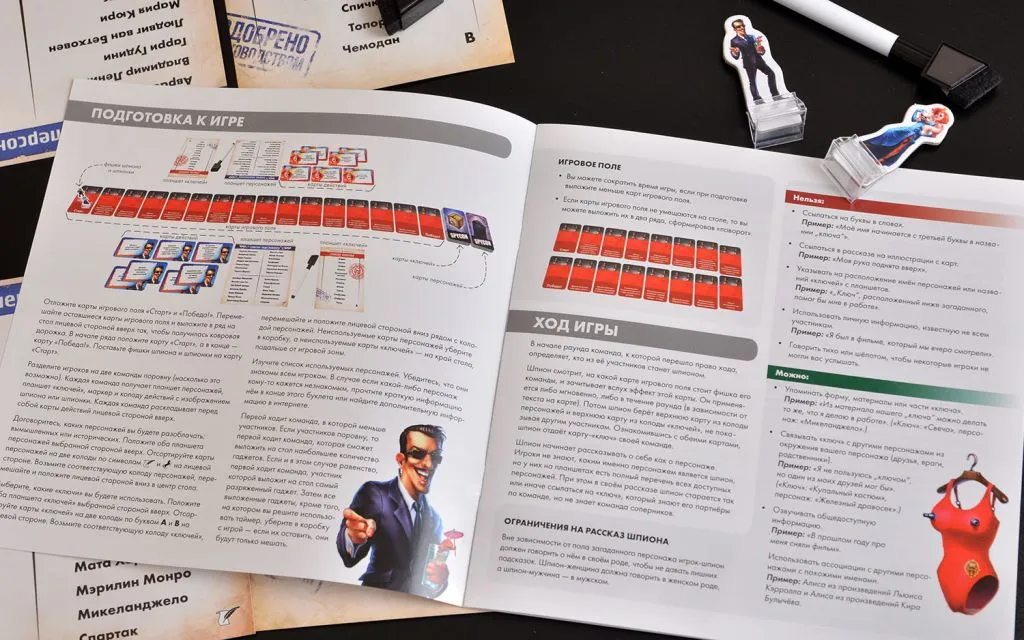 Мария Кюри
Людвиг ван Бетховен
Гарри Гудини
Владимир Ленин
персон
Спички
Топор
Чемодан
В
ОДОБРЕНО
ПОДГОТОВКА К ИГРЕ
фишки шпиона
и шпионки
планшет «ключей»
планшет персонажей
карты действий
карты игрового поля
карты действий
планшет персонажей
планшет «ключей»
карты «ключей»
карты персонажей
Отложите карты игрового поля «Старт» и «Победа!». Переме-
шайте оставшиеся карты игрового поля и выложите в ряд на
стол лицевой стороной вверх так, чтобы получилась ковровая
дорожка. В начале ряда положите карту «Старт», а в конце —
карту «Победа!». Поставьте фишки шпиона и шпионки на карту
«Старт».
Разделите игроков на две команды поровну (насколько это
возможно). Каждая команда получает планшет персонажей,
планшет «ключей», маркер и колоду действий с изображением
шпиона или шпионки. Каждая команда раскладывает перед
собой карты действий лицевой стороной вверх.
Договоритесь, каких персонажей вы будете разоблачать:
вымышленных или исторических. Положите оба планшета
персонажей выбранной стороной вверх. Отсортируйте карты
персонажей на две колоды по символам и на лицевой
стороне. Возьмите соответствующую колоду персонажей, пере-
мешайте и положите лицевой стороной вниз в центр стола.
Выберите, какие «ключи» вы будете использовать. Положите
оба планшета «ключей» выбранной стороной вверх. Отсор-
тируйте карты «ключей» на две колоды по буквам А и В на
лицевой стороне. Возьмите соответствующую колоду «ключей»,
перемешайте и положите лицевой стороной вниз рядом с коло-
дой персонажей. Неиспользуемые карты персонажей уберите
в коробку, а неиспользуемые карты «ключей» — на край стола,
подальше от игровой зоны.
Изучите список используемых персонажей. Убедитесь, что они
знакомы всем игрокам. В случае если какой-либо персонаж
кому-то кажется незнакомым, прочтите краткую информацию
о нём в конце этого буклета или найдите дополнительную инфор-
мацию в интернете.
Первой ходит команда, в которой меньше
участников. Если участников поровну, то
первой ходит команда, которая сможет
выложить на стол наибольшее количество
гаджетов. Если и в этом случае равенство,
первой ходит команда, участник
которой выложит на стол самый
разряженный гаджет. Затем все
выложенные гаджеты, кроме того,
на котором вы решите использо-
вать таймер, уберите в коробку
с игрой — если их оставить, они
будут только мешать.
ИГРОВОЕ ПОЛЕ
• Вы можете сократить время игры, если при подготовке
выложите меньше карт игрового поля.
• Если карты игрового поля не умещаются на столе, то вы
можете выложить их в два ряда, сформировав «поворот».
ХОД ИГРЫ
В начале раунда команда, к которой перешло право хода,
определяет, кто из её участников станет шпионом.
Шпион смотрит, на какой карте игрового поля стоит фишка его
команды, и зачитывает вслух эффект этой карты. Он применя-
ется либо мгновенно, либо в течение раунда (в зависимости от
текста на карте). Потом шпион берёт верхнюю карту из колоды
персонажей и верхнюю карту из колоды «ключей», не пока-
зывая другим участникам. Ознакомившись с обеими картами,
шпион отдаёт карту-«ключ» своей команде.
Шпион начинает рассказывать о себе как о персонаже.
Игроки не знают, каким именно персонажем является шпион,
но у них на планшетах есть полный перечень всех доступных
персонажей. При этом в своём рассказе шпион старается так
или иначе ссылаться на ключ, который знают его партнёры
по команде, но не знает команда соперников.
ОГРАНИЧЕНИЯ НА РАССКАЗ ШПИОНА
Вне зависимости от пола загаданного персонажа игрок-шпион
должен говорить о нём в своём роде, чтобы не давать лишних
подсказок. Шпион-женщина должна говорить в женском роде,
а шпион-мужчина — в мужском.
Нельзя:
• Ссылаться на буквы в словах.
Пример: «Моё имя начинается с третьей буквы в назва-
нии „ключа“».
• Ссылаться в рассказе на иллюстрации с карт.
Пример: «Моя рука поднята вверх».
• Указывать на расположение имён персонажей или назва-
ний «ключей» с планшетов.
Пример: «„Ключ“, расположенный ниже загаданного,
помог бы мне в работе».
• Использовать личную информацию, известную не всем
участникам.
Пример: «Я был в фильме, который мы вчера смотрели».
• Говорить тихо или шёпотом, чтобы некоторые игроки не
могли вас услышать.
Можно:
• Упоминать форму, материалы или части «ключа».
Пример: «Из материала нашего „ключа“ можно делать
то же, что я делал в работе». («Ключ»: «Свеча», персо-
наж: «Микеланджело».)
• Связывать «ключ» с другими персонажами из
окружения вашего персонажа (друзья, враги,
родственники).
Пример: «Я не пользуюсь „ключом“,
но один из моих друзей мог бы».
(«Ключ»: «Купальный костюм»,
персонаж: «Железный дровосек».)
• Озвучивать общедоступную
информацию.
Пример: «В прошлом году про
меня сняли фильм».
Использовать ассоциации с другими персо-
нажами с похожими именами.
Пример: Алиса из произведений Льюиса
Кэрролла и Алиса из произведений Кира
Булычёва.
Мата Х
Мэрилин Монро
Микеланджело
Спартак